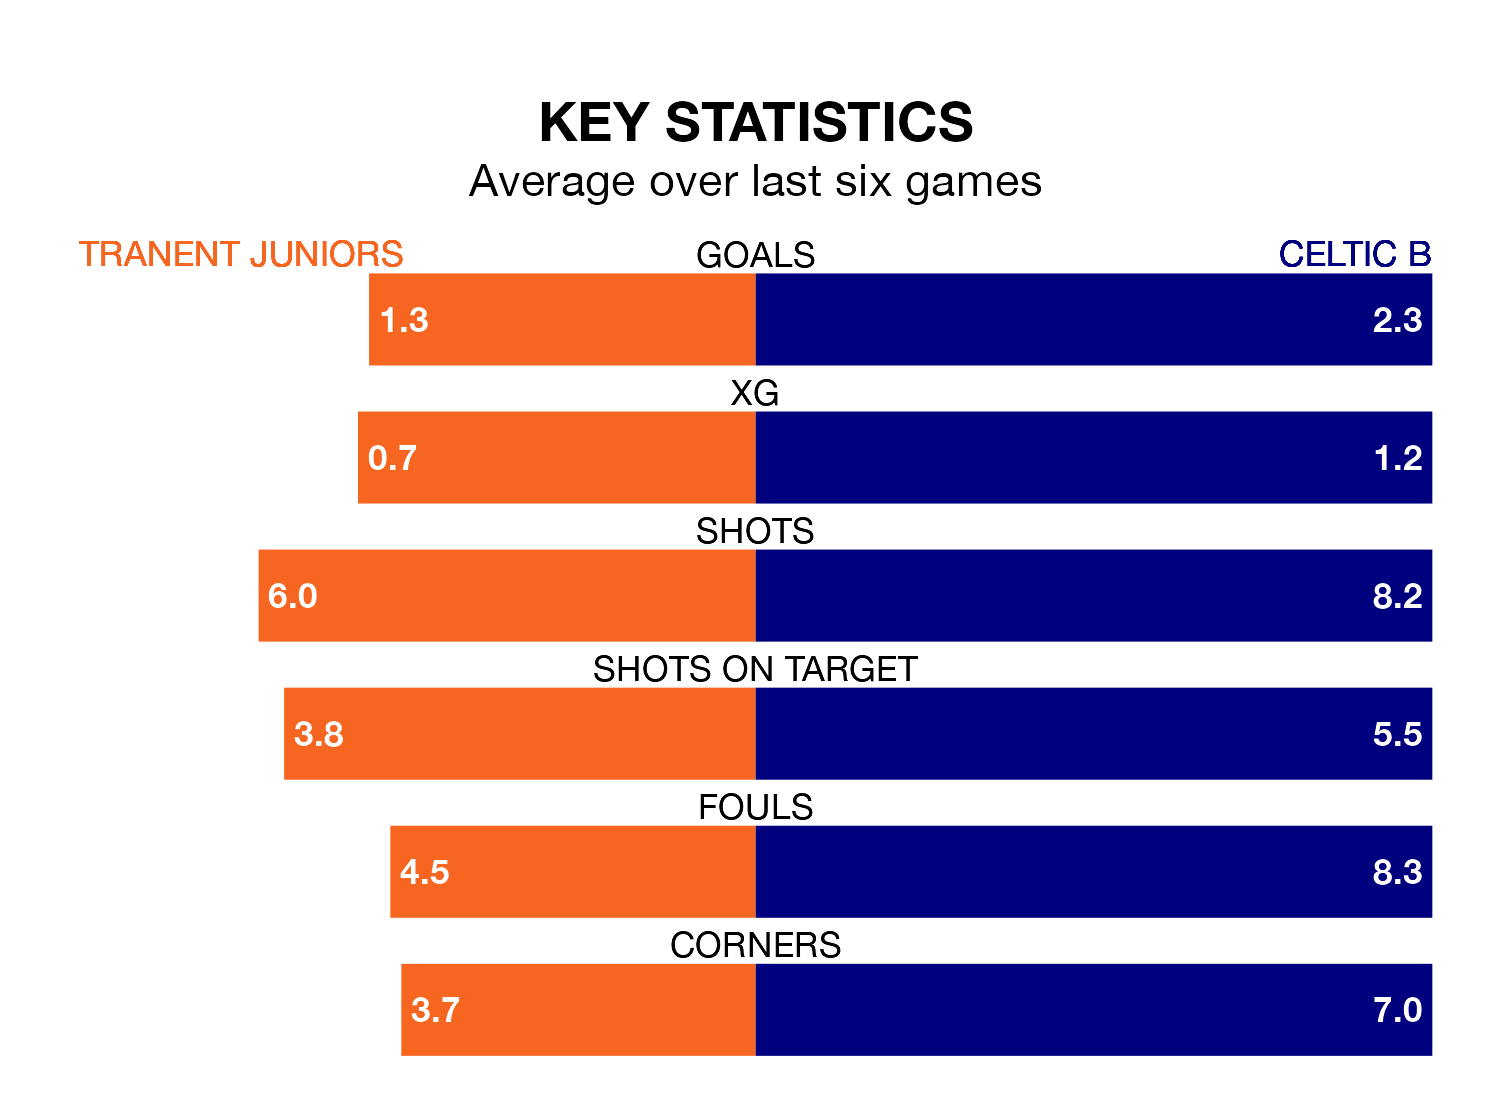 KEY STATISTICS
Average over last six games
TRANENT JUNIORS GOALS CELTIC B
1.3 2.3
XG
0.7 1.2
SHOTS
6.0 8.2
SHOTS ON TARGET
3.8 5.5
FOULS
4.5 8.3
CORNERS
3.7 7.0